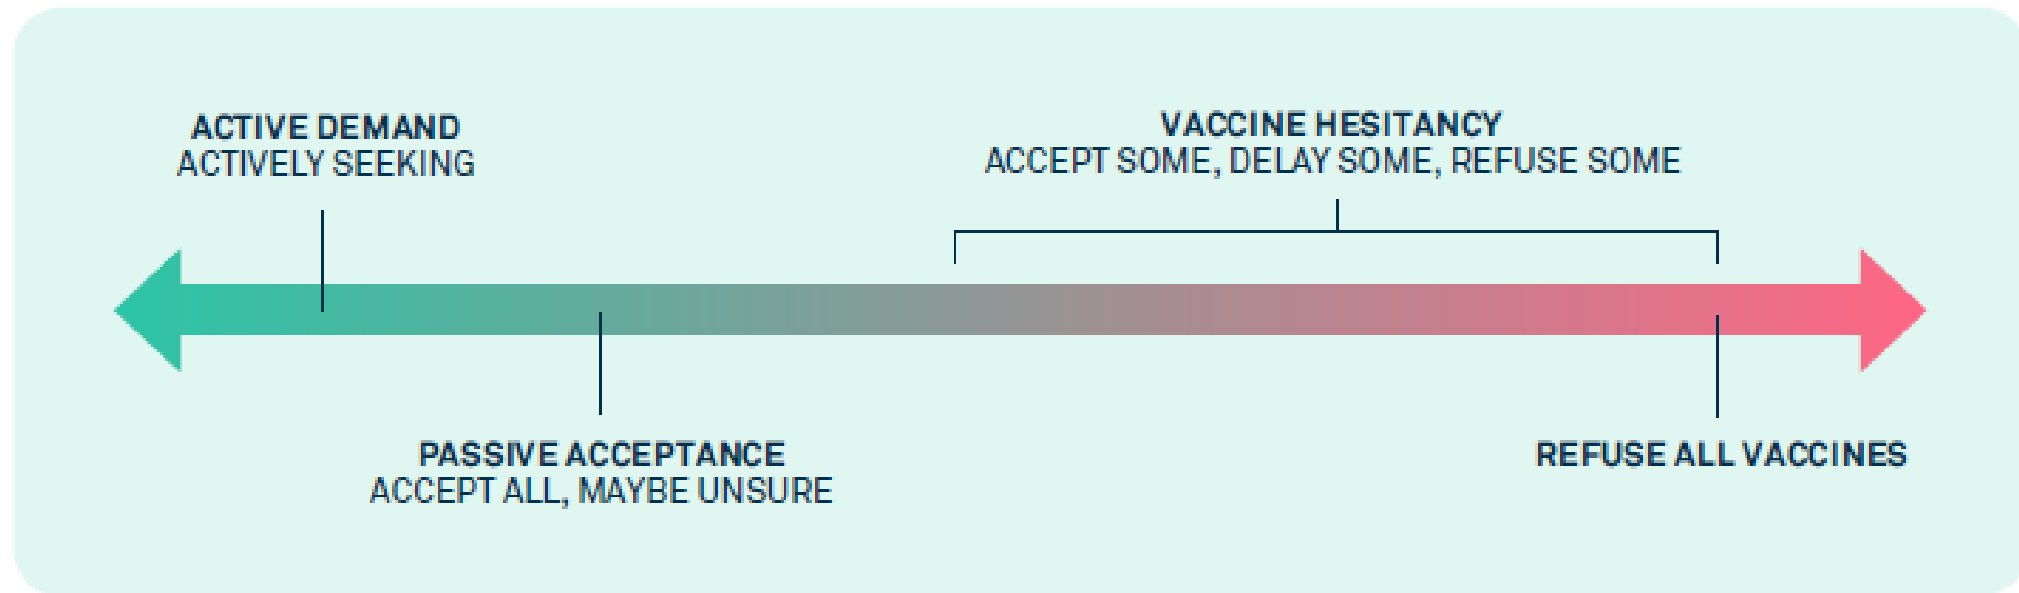 ACTIVE DEMAND
ACTIVELY SEEKING
VACCINE HESITANCY
ACCEPT SOME, DELAY SOME, REFUSE SOME
PASSIVE ACCEPTANCE
ACCEPT ALL, MAYBE UNSURE
REFUSE ALL VACCINES